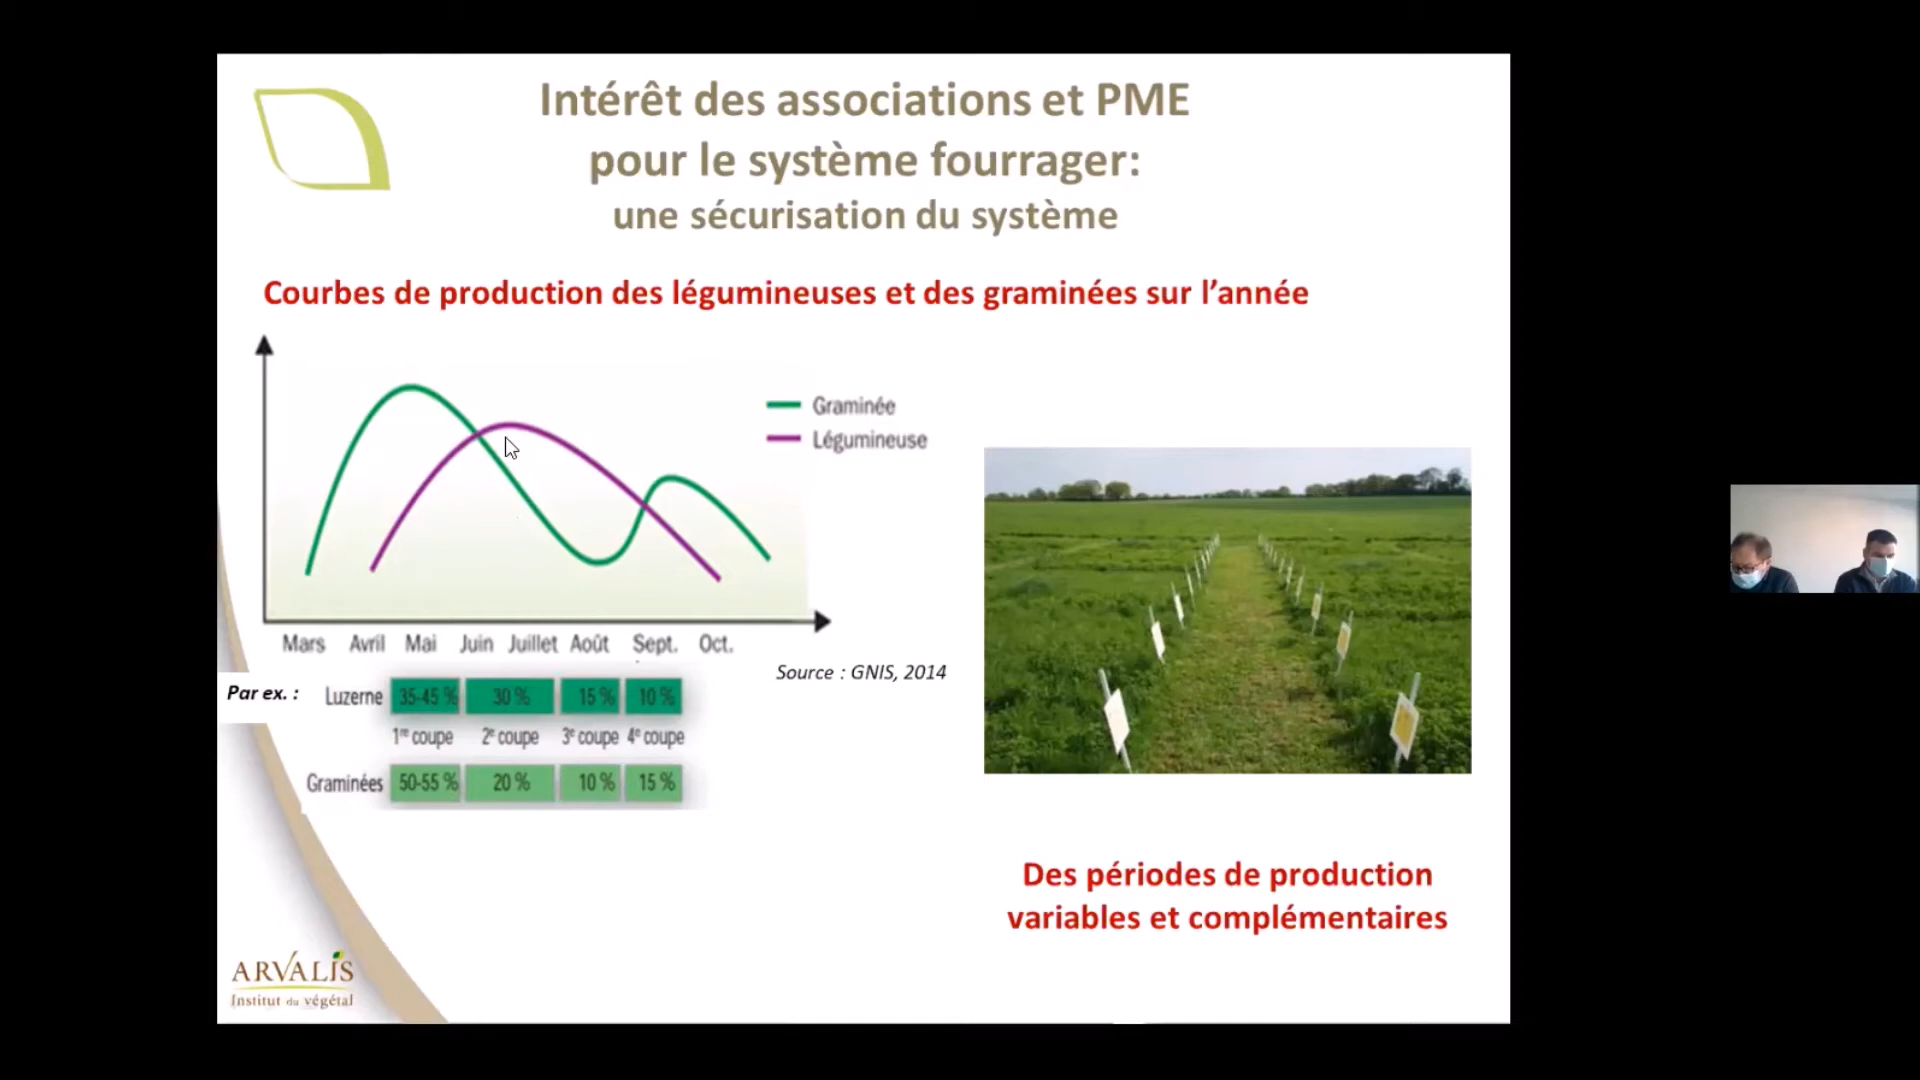 Intérêt des associations et PME
pour le système fourrager:
une sécurisation du système
Courbes de production des légumineuses et des graminées sur l'année
Graminée
Légumineuse
Mars Avril Mai Juin Juillet Août Sept. Oct.
Source : GNIS, 2014
Par ex. : Luzerne 35-45 % 30 % 15 % 10 %
1re coupe 2e coupe 3e coupe 4e coupe
Graminées 50-55 % 20 % 10 % 15 %
Des périodes de production
variables et complémentaires
ARVALIS
Institut du végétal